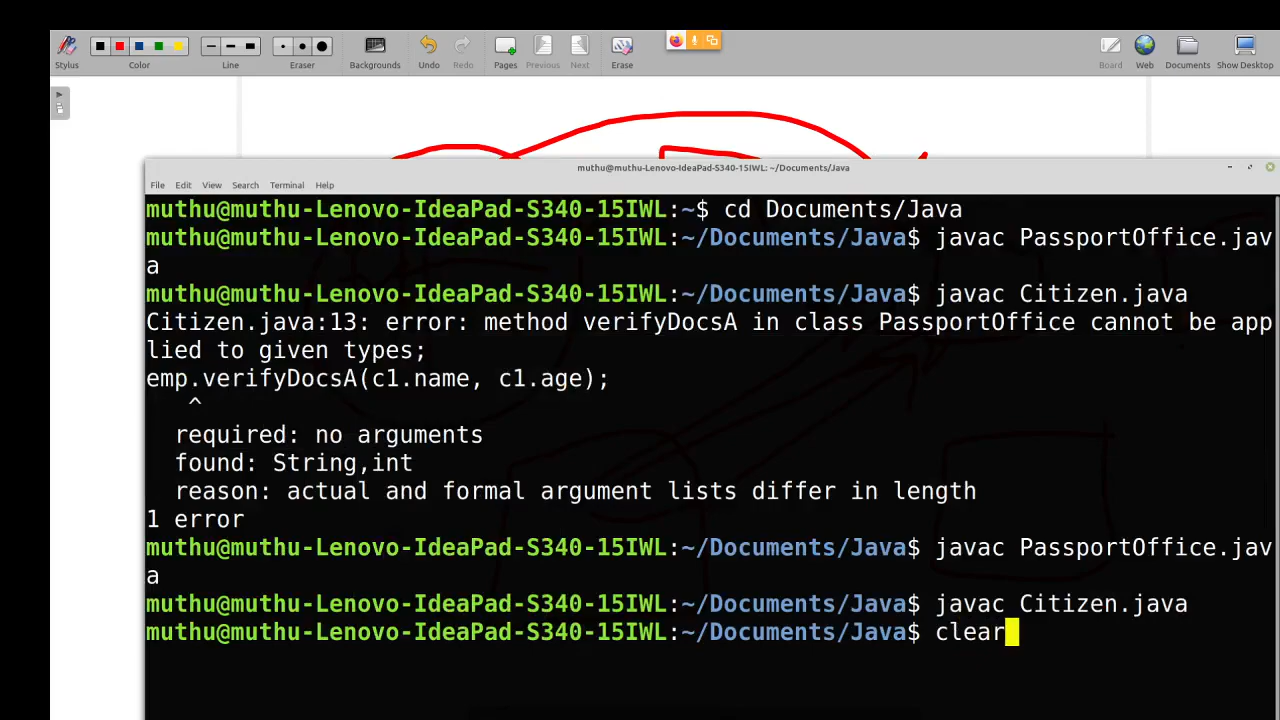 Stylus Color Line Eraser Backgrounds Undo Redo Pages Previous Next Erase Board Web Documents Show Desktop
muthu@muthu-Lenovo-IdeaPad-S340-15IWL: ~/Documents/Java
File Edit View Search Terminal Help
muthu@muthu-Lenovo-IdeaPad-S340-15IWL:~$ cd Documents/Java
muthu@muthu-Lenovo-IdeaPad-S340-15IWL:~/Documents/Java$ javac PassportOffice.jav
a
muthu@muthu-Lenovo-IdeaPad-S340-15IWL:~/Documents/Java$ javac Citizen.java
Citizen.java:13: error: method verifyDocsA in class PassportOffice cannot be app
lied to given types;
emp.verifyDocsA(c1.name, c1.age);
^
required: no arguments
found: String,int
reason: actual and formal argument lists differ in length
1 error
muthu@muthu-Lenovo-IdeaPad-S340-15IWL:~/Documents/Java$ javac PassportOffice.jav
a
muthu@muthu-Lenovo-IdeaPad-S340-15IWL:~/Documents/Java$ javac Citizen.java
muthu@muthu-Lenovo-IdeaPad-S340-15IWL:~/Documents/Java$ clear